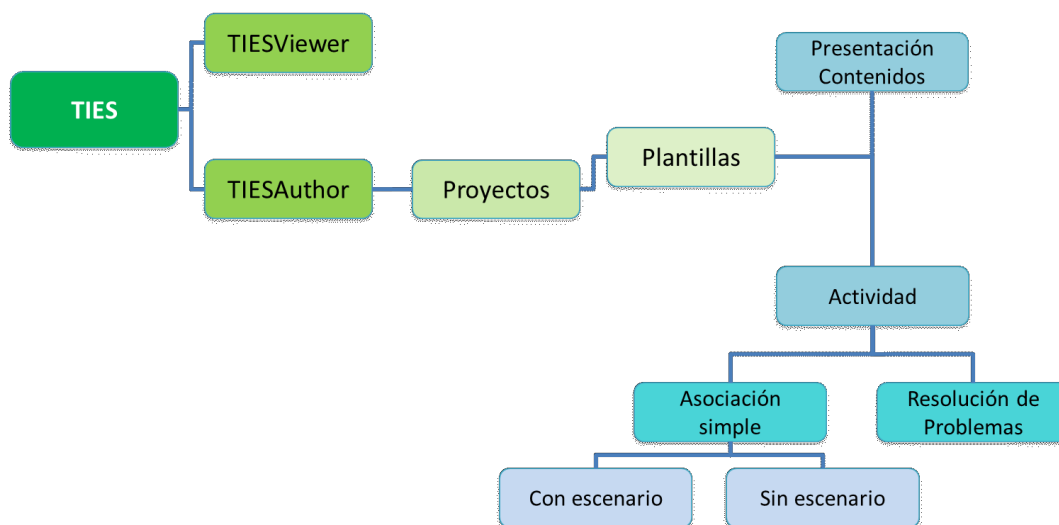 TIESViewer
TIES
TIESAuthor
Proyectos
Plantillas
Presentación
Contenidos
Actividad
Asociación
simple
Resolución de
Problemas
Con escenario
Sin escenario